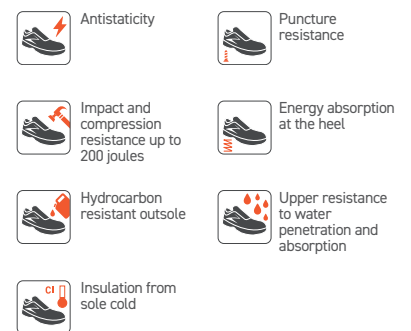 Antistaticity
Puncture
resistance
Impact and
compression
resistance up to
200 joules
Energy absorption
at the heel
Hydrocarbon
resistant outsole
Upper resistance
to water
penetration and
absorption
CI
Insulation from
sole cold